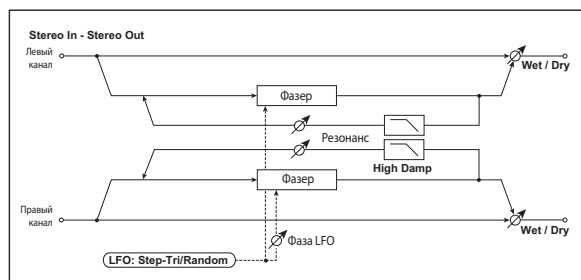 Stereo In - Stereo Out
Левый
канал
Wet / Dry
Фазер
Резонанс
High Damp
Фазер
Правый
канал
Wet / Dry
Фаза LFO
LFO: Step-Tri/Random